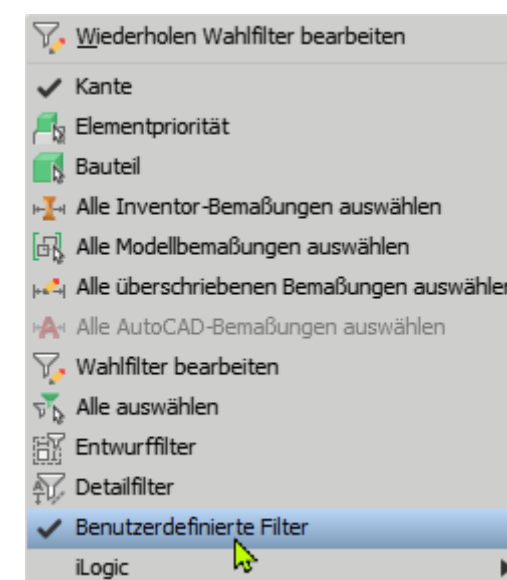 Wiederholen Wahlfilter bearbeiten
Kante
Elementpriorität
Bauteil
Alle Inventor-Bemaßungen auswählen
Alle Modellbemaßungen auswählen
Alle überschriebenen Bemaßungen auswählen
Alle AutoCAD-Bemaßungen auswählen
Wahlfilter bearbeiten
Alle auswählen
Entwurffilter
Detailfilter
Benutzerdefinierte Filter
iLogic